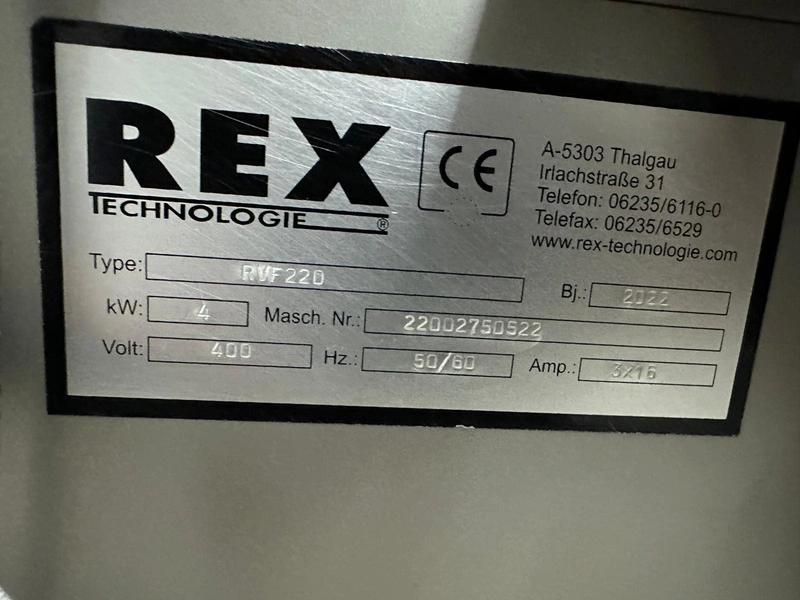 REX
TECHNOLOGIE®
CE
A-5303 Thalgau
Irlachstraße 31
Telefon: 06235/6116-0
Telefax: 06235/6529
www.rex-technologie.com
Type: RVF220
Bj.: 2022
kW: 4
Masch. Nr.: 22002750522
Volt: 400
Hz.: 50/60
Amp.: 3x16